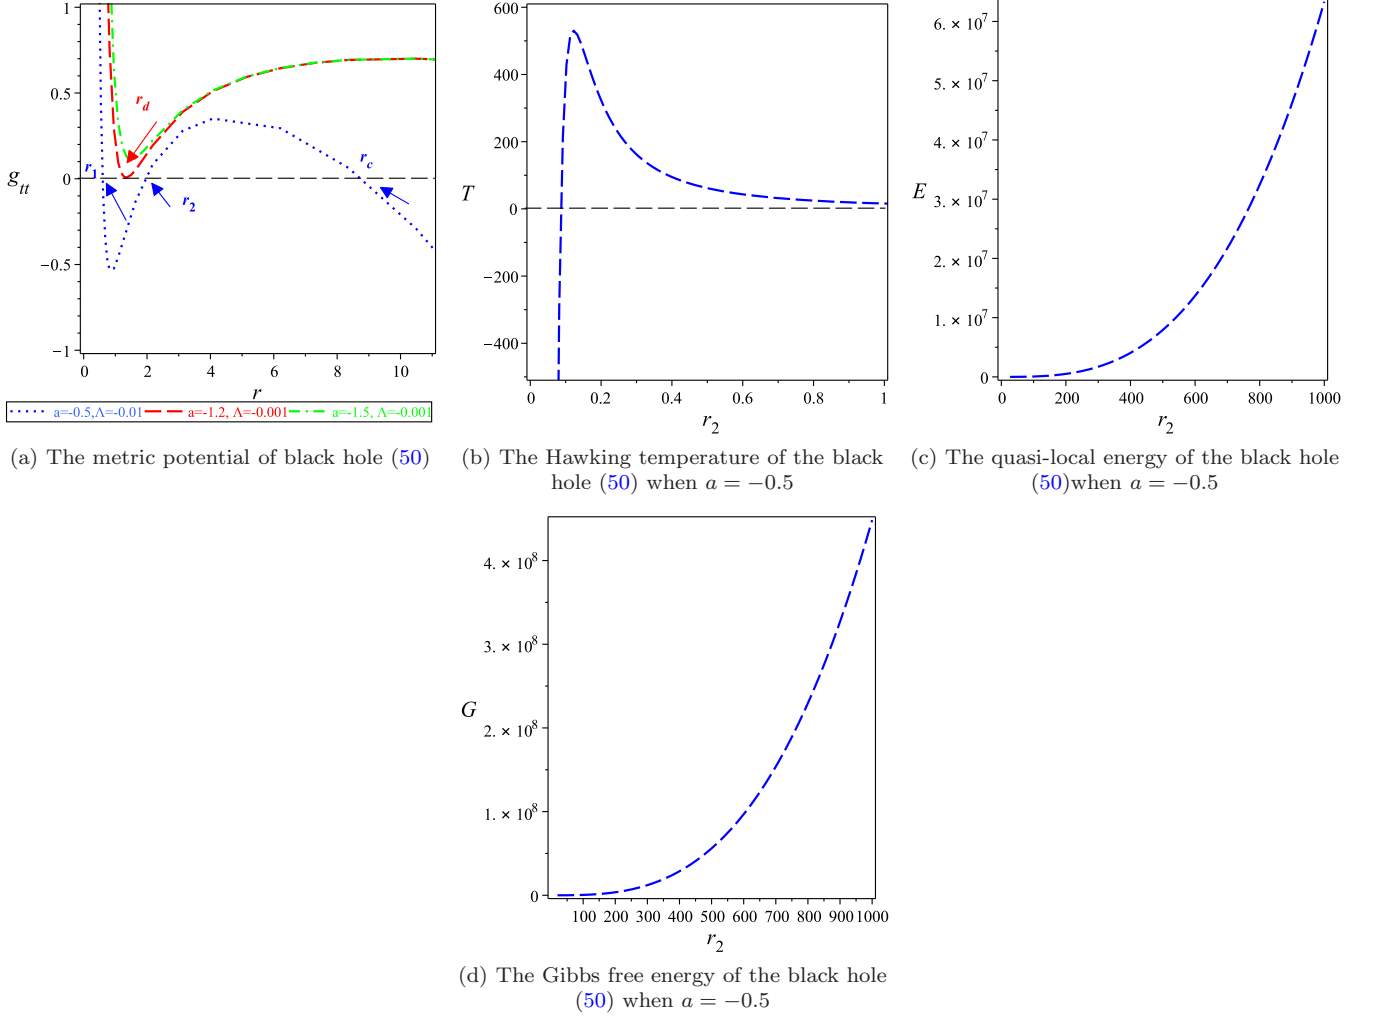 1
0.5
0
−0.5
−1
g_tt
r_d
r_1
r_2
r_c
0 2 4 6 8 10
r
a=-0.5,Λ=-0.01 a=-1.2, Λ=-0.001 a=-1.5, Λ=-0.001
(a) The metric potential of black hole (50)
600
400
200
0
−200
−400
T
0 0.2 0.4 0.6 0.8 1
r_2
(b) The Hawking temperature of the black
hole (50) when a = −0.5
6. × 10^7
5. × 10^7
4. × 10^7
3. × 10^7
2. × 10^7
1. × 10^7
0
E
0 200 400 600 800 1000
r_2
(c) The quasi-local energy of the black hole
(50)when a = −0.5
4. × 10^8
3. × 10^8
2. × 10^8
1. × 10^8
0
G
100 200 300 400 500 600 700 800 900 1000
r_2
(d) The Gibbs free energy of the black hole
(50) when a = −0.5